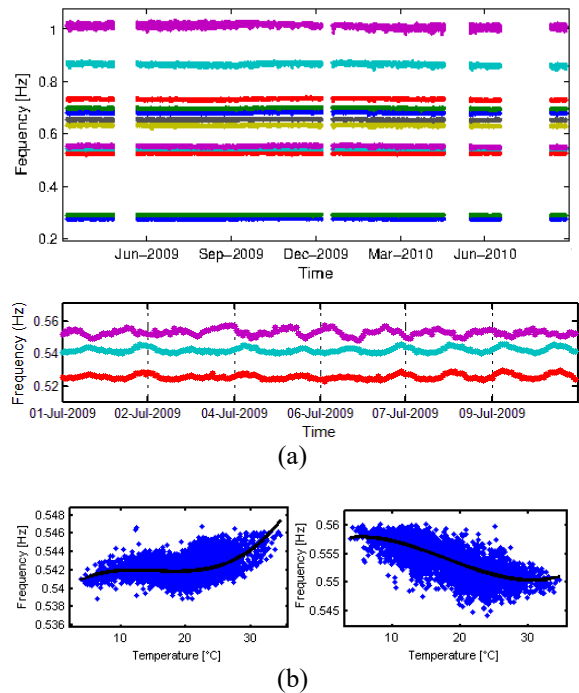 Fequency [Hz]
1
0.8
0.6
0.4
0.2
Jun–2009 Sep–2009 Dec–2009 Mar–2010 Jun–2010
Time
Frequency (Hz)
0.56
0.54
0.52
01-Jul-2009 02-Jul-2009 04-Jul-2009 06-Jul-2009 07-Jul-2009 09-Jul-2009
Time
(a)
Frequency [Hz]
0.548
0.546
0.544
0.542
0.54
0.538
0.536
10 20 30
Temperature [°C]
Frequency [Hz]
0.56
0.555
0.55
0.545
10 20 30
Temperature [°C]
(b)